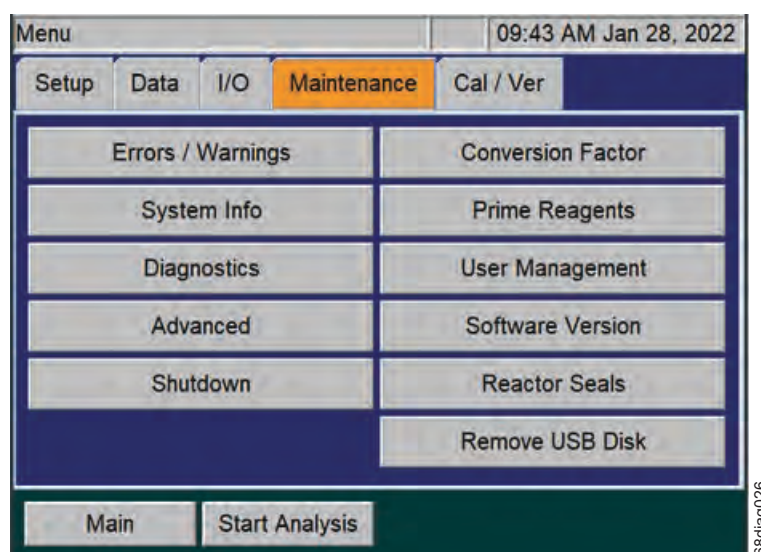 Menu 09:43 AM Jan 28, 2022
Setup Data I/O Maintenance Cal / Ver
Errors / Warnings Conversion Factor
System Info Prime Reagents
Diagnostics User Management
Advanced Software Version
Shutdown Reactor Seals
Remove USB Disk
Main Start Analysis